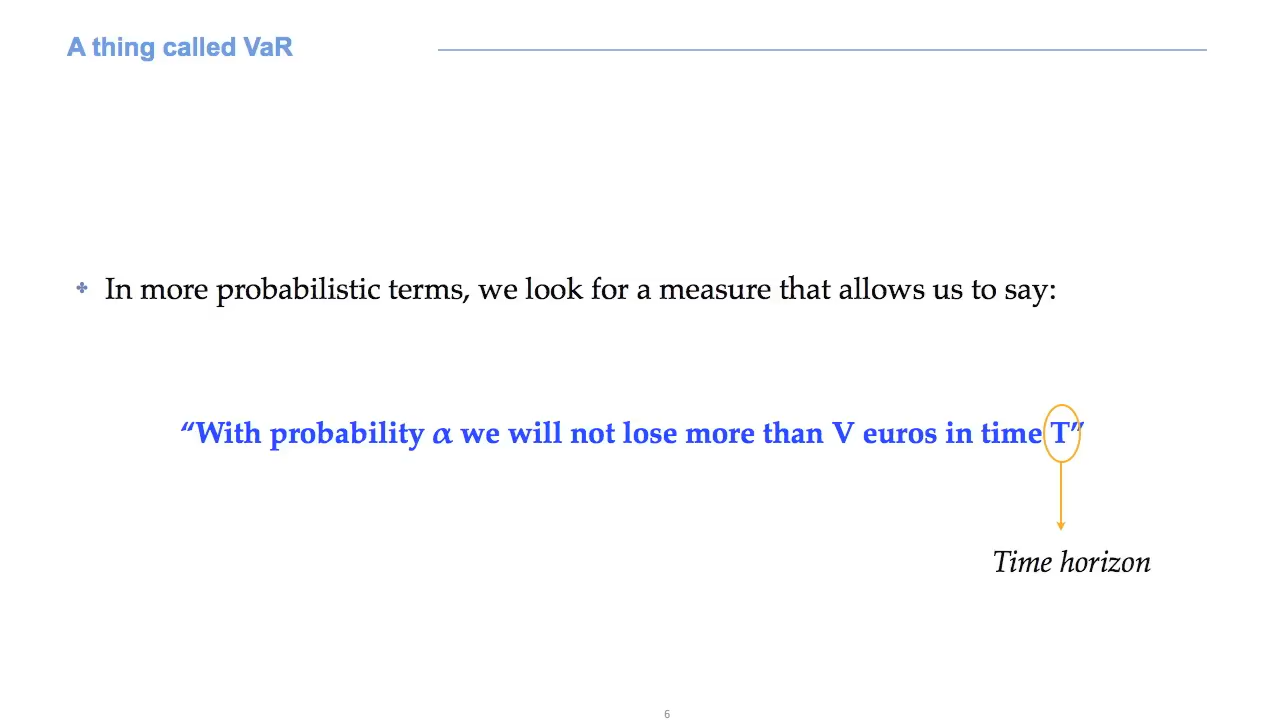 A thing called VaR
In more probabilistic terms, we look for a measure that allows us to say:
“With probability α we will not lose more than V euros in time T”
Time horizon
6